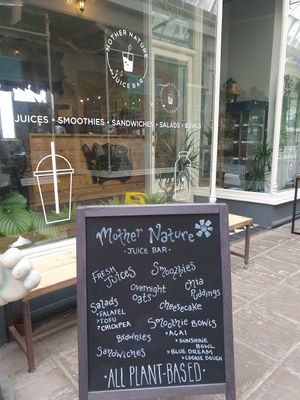 MOTHER NATURE
JUICE BAR
JUICES • SMOOTHIES • SANDWICHES • SALADS • BOWLS
Mother Nature
- JUICE BAR -
FRESH Juices
Smoothies
Overnight oats
Chia Puddings
Salads
> FALAFEL
> TOFU
> CHICKPEA
Cheesecake
Smoothie Bowls
> ACAI
> SUNSHINE BOWL
> BLUE DREAM
> COOKIE DOUGH
Brownies
Sandwiches
ALL PLANT-BASED